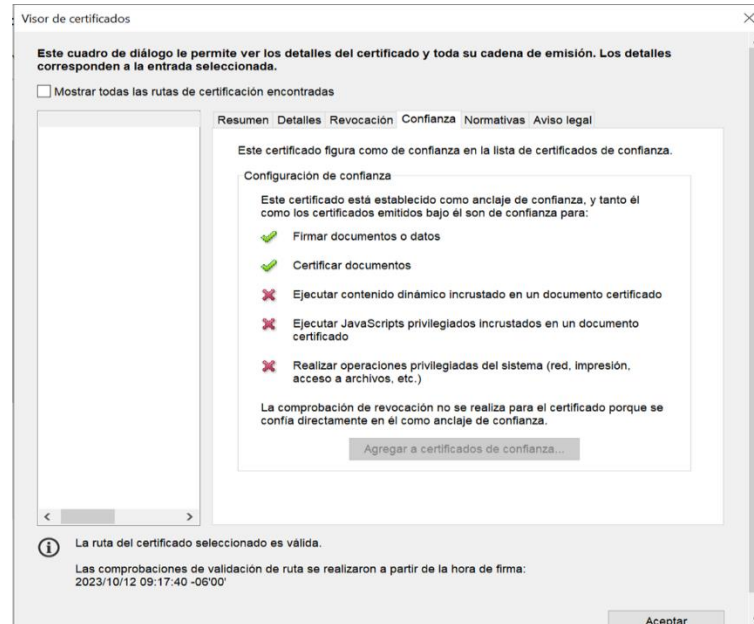 Visor de certificados
Este cuadro de diálogo le permite ver los detalles del certificado y toda su cadena de emisión. Los detalles
corresponden a la entrada seleccionada.
Mostrar todas las rutas de certificación encontradas
Resumen Detalles Revocación Confianza Normativas Aviso legal
Este certificado figura como de confianza en la lista de certificados de confianza.
Configuración de confianza
Este certificado está establecido como anclaje de confianza, y tanto él
como los certificados emitidos bajo él son de confianza para:
Firmar documentos o datos
Certificar documentos
Ejecutar contenido dinámico incrustado en un documento certificado
Ejecutar JavaScripts privilegiados incrustados en un documento
certificado
Realizar operaciones privilegiadas del sistema (red, impresión,
acceso a archivos, etc.)
La comprobación de revocación no se realiza para el certificado porque se
confía directamente en él como anclaje de confianza.
Agregar a certificados de confianza...
La ruta del certificado seleccionado es válida.
Las comprobaciones de validación de ruta se realizaron a partir de la hora de firma:
2023/10/12 09:17:40 -06'00'
Aceptar